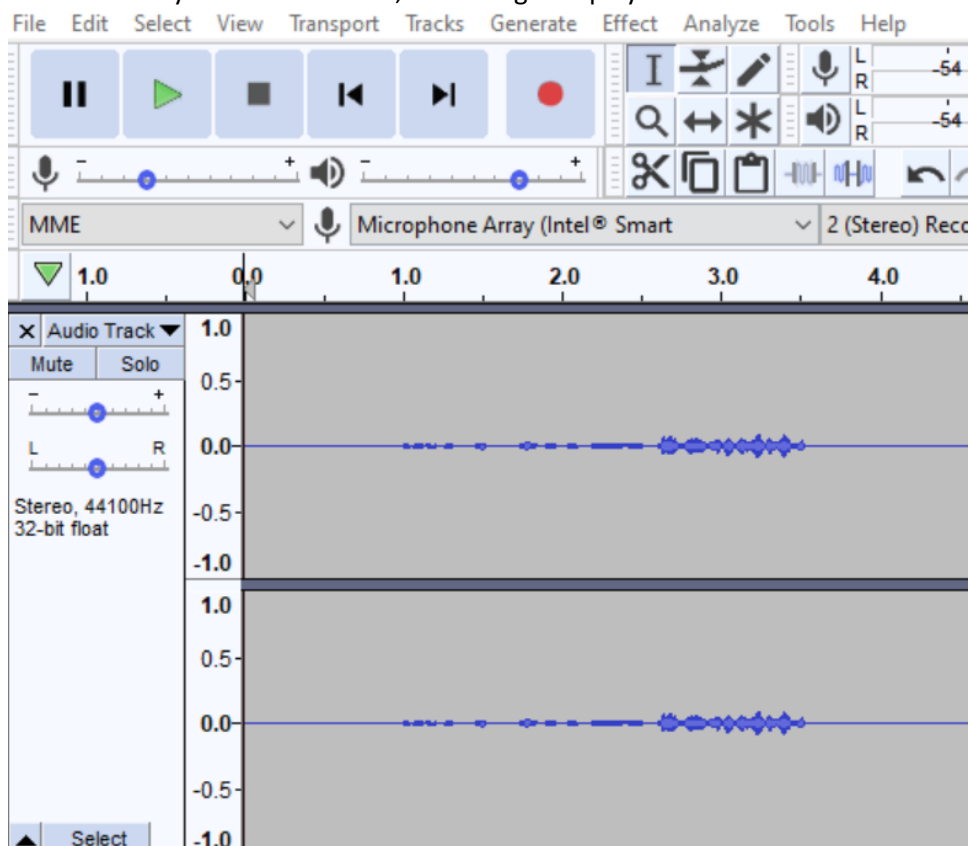 File Edit Select View Transport Tracks Generate Effect Analyze Tools Help
L -54
R
L -54
R
- + - +
MME Microphone Array (Intel® Smart 2 (Stereo) Reco
1.0 0.0 1.0 2.0 3.0 4.0
X Audio Track 1.0
Mute Solo
0.5-
- +
L R 0.0-
Stereo, 44100Hz -0.5-
32-bit float
-1.0
1.0
0.5-
0.0-
-0.5-
Select -1.0